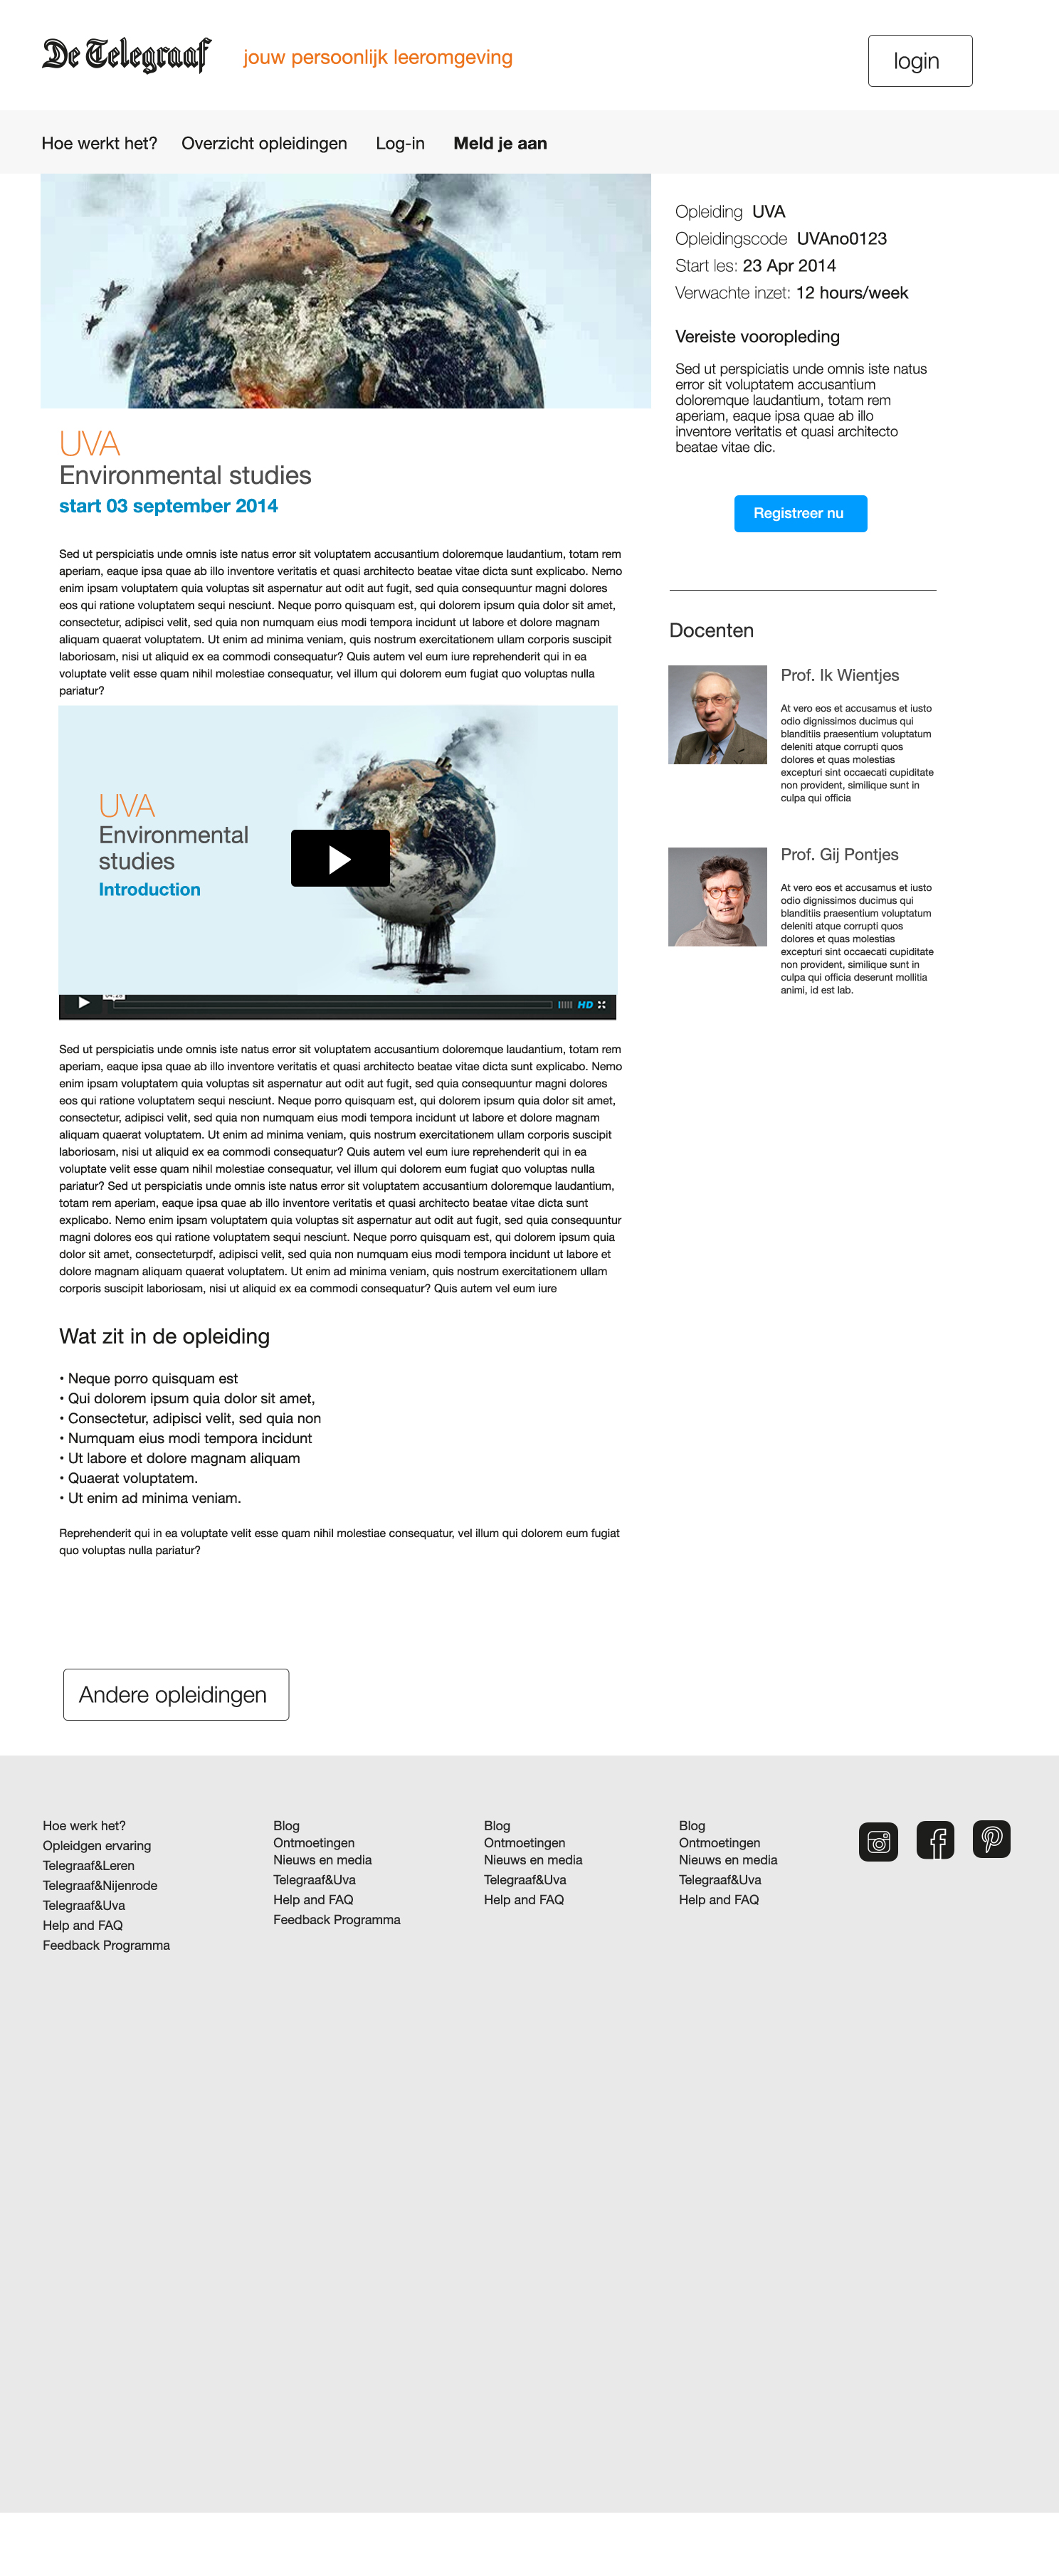 De Telegraaf
jouw persoonlijk leeromgeving
login
Hoe werkt het? Overzicht opleidingen Log-in Meld je aan
UVA
Environmental studies
start 03 september 2014
Sed ut perspiciatis unde omnis iste natus error sit voluptatem accusantium doloremque laudantium, totam rem
aperiam, eaque ipsa quae ab illo inventore veritatis et quasi architecto beatae vitae dicta sunt explicabo. Nemo
enim ipsam voluptatem quia voluptas sit aspernatur aut odit aut fugit, sed quia consequuntur magni dolores
eos qui ratione voluptatem sequi nesciunt. Neque porro quisquam est, qui dolorem ipsum quia dolor sit amet,
consectetur, adipisci velit, sed quia non numquam eius modi tempora incidunt ut labore et dolore magnam
aliquam quaerat voluptatem. Ut enim ad minima veniam, quis nostrum exercitationem ullam corporis suscipit
laboriosam, nisi ut aliquid ex ea commodi consequatur? Quis autem vel eum iure reprehenderit qui in ea
voluptate velit esse quam nihil molestiae consequatur, vel illum qui dolorem eum fugiat quo voluptas nulla
pariatur?
UVA
Environmental
studies
Introduction
HD
Sed ut perspiciatis unde omnis iste natus error sit voluptatem accusantium doloremque laudantium, totam rem
aperiam, eaque ipsa quae ab illo inventore veritatis et quasi architecto beatae vitae dicta sunt explicabo. Nemo
enim ipsam voluptatem quia voluptas sit aspernatur aut odit aut fugit, sed quia consequuntur magni dolores
eos qui ratione voluptatem sequi nesciunt. Neque porro quisquam est, qui dolorem ipsum quia dolor sit amet,
consectetur, adipisci velit, sed quia non numquam eius modi tempora incidunt ut labore et dolore magnam
aliquam quaerat voluptatem. Ut enim ad minima veniam, quis nostrum exercitationem ullam corporis suscipit
laboriosam, nisi ut aliquid ex ea commodi consequatur? Quis autem vel eum iure reprehenderit qui in ea
voluptate velit esse quam nihil molestiae consequatur, vel illum qui dolorem eum fugiat quo voluptas nulla
pariatur? Sed ut perspiciatis unde omnis iste natus error sit voluptatem accusantium doloremque laudantium,
totam rem aperiam, eaque ipsa quae ab illo inventore veritatis et quasi architecto beatae vitae dicta sunt
explicabo. Nemo enim ipsam voluptatem quia voluptas sit aspernatur aut odit aut fugit, sed quia consequuntur
magni dolores eos qui ratione voluptatem sequi nesciunt. Neque porro quisquam est, qui dolorem ipsum quia
dolor sit amet, consecteturpdf, adipisci velit, sed quia non numquam eius modi tempora incidunt ut labore et
dolore magnam aliquam quaerat voluptatem. Ut enim ad minima veniam, quis nostrum exercitationem ullam
corporis suscipit laboriosam, nisi ut aliquid ex ea commodi consequatur? Quis autem vel eum iure
Wat zit in de opleiding
• Neque porro quisquam est
• Qui dolorem ipsum quia dolor sit amet,
• Consectetur, adipisci velit, sed quia non
• Numquam eius modi tempora incidunt
• Ut labore et dolore magnam aliquam
• Quaerat voluptatem.
• Ut enim ad minima veniam.
Reprehenderit qui in ea voluptate velit esse quam nihil molestiae consequatur, vel illum qui dolorem eum fugiat
quo voluptas nulla pariatur?
Andere opleidingen
Opleiding UVA
Opleidingscode UVAno0123
Start les: 23 Apr 2014
Verwachte inzet: 12 hours/week
Vereiste vooropleding
Sed ut perspiciatis unde omnis iste natus
error sit voluptatem accusantium
doloremque laudantium, totam rem
aperiam, eaque ipsa quae ab illo
inventore veritatis et quasi architecto
beatae vitae dic.
Registreer nu
Docenten
Prof. Ik Wientjes
At vero eos et accusamus et iusto
odio dignissimos ducimus qui
blanditiis praesentium voluptatum
deleniti atque corrupti quos
dolores et quas molestias
excepturi sint occaecati cupiditate
non provident, similique sunt in
culpa qui officia
Prof. Gij Pontjes
At vero eos et accusamus et iusto
odio dignissimos ducimus qui
blanditiis praesentium voluptatum
deleniti atque corrupti quos
dolores et quas molestias
excepturi sint occaecati cupiditate
non provident, similique sunt in
culpa qui officia deserunt mollitia
animi, id est lab.
Hoe werk het?
Opleidgen ervaring
Telegraaf&Leren
Telegraaf&Nijenrode
Telegraaf&Uva
Help and FAQ
Feedback Programma
Blog
Ontmoetingen
Nieuws en media
Telegraaf&Uva
Help and FAQ
Feedback Programma
Blog
Ontmoetingen
Nieuws en media
Telegraaf&Uva
Help and FAQ
Blog
Ontmoetingen
Nieuws en media
Telegraaf&Uva
Help and FAQ